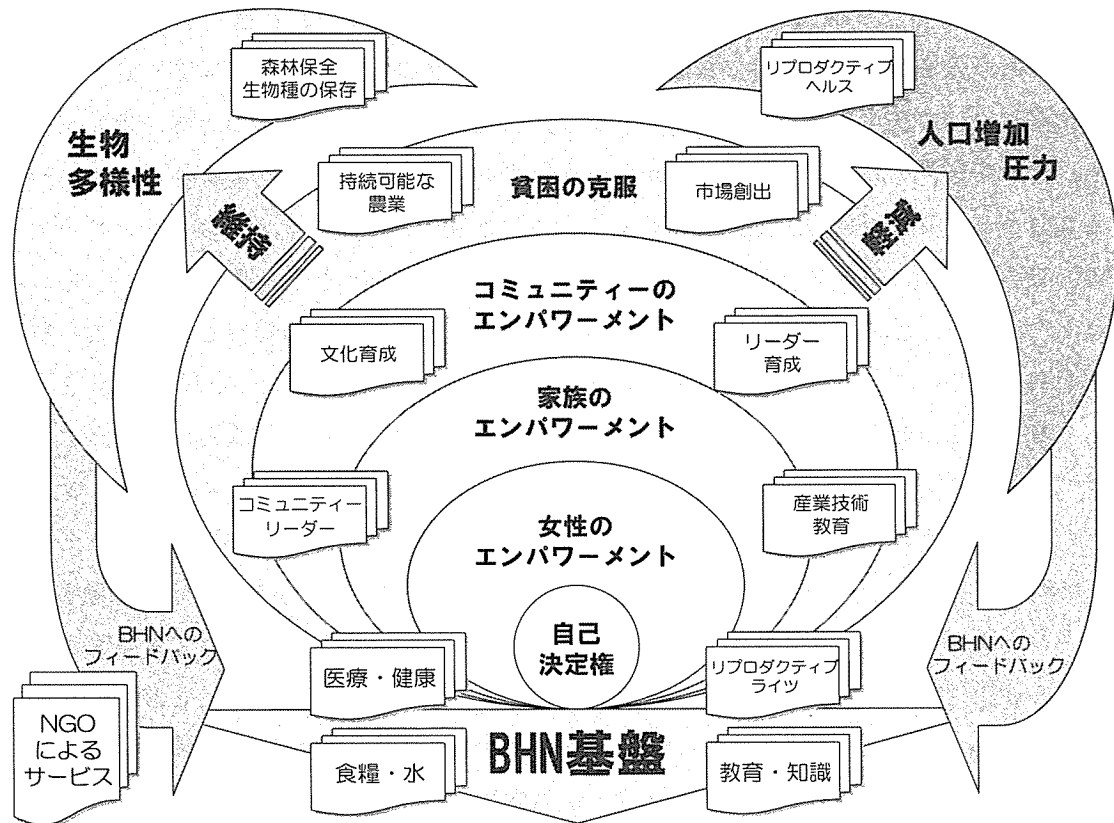 森林保全
生物種の保存
リプロダクティブ
ヘルス
生物
多様性
人口増加
圧力
持続可能な
農業
貧困の克服
市場創出
維持
コミュニティーの
エンパワーメント
文化育成
リーダー
育成
家族の
エンパワーメント
コミュニティー
リーダー
産業技術
教育
女性の
エンパワーメント
自己
決定権
BHNへの
フィードバック
BHNへの
フィードバック
医療・健康
リプロダクティブ
ライツ
NGO
による
サービス
BHN基盤
食糧・水
教育・知識